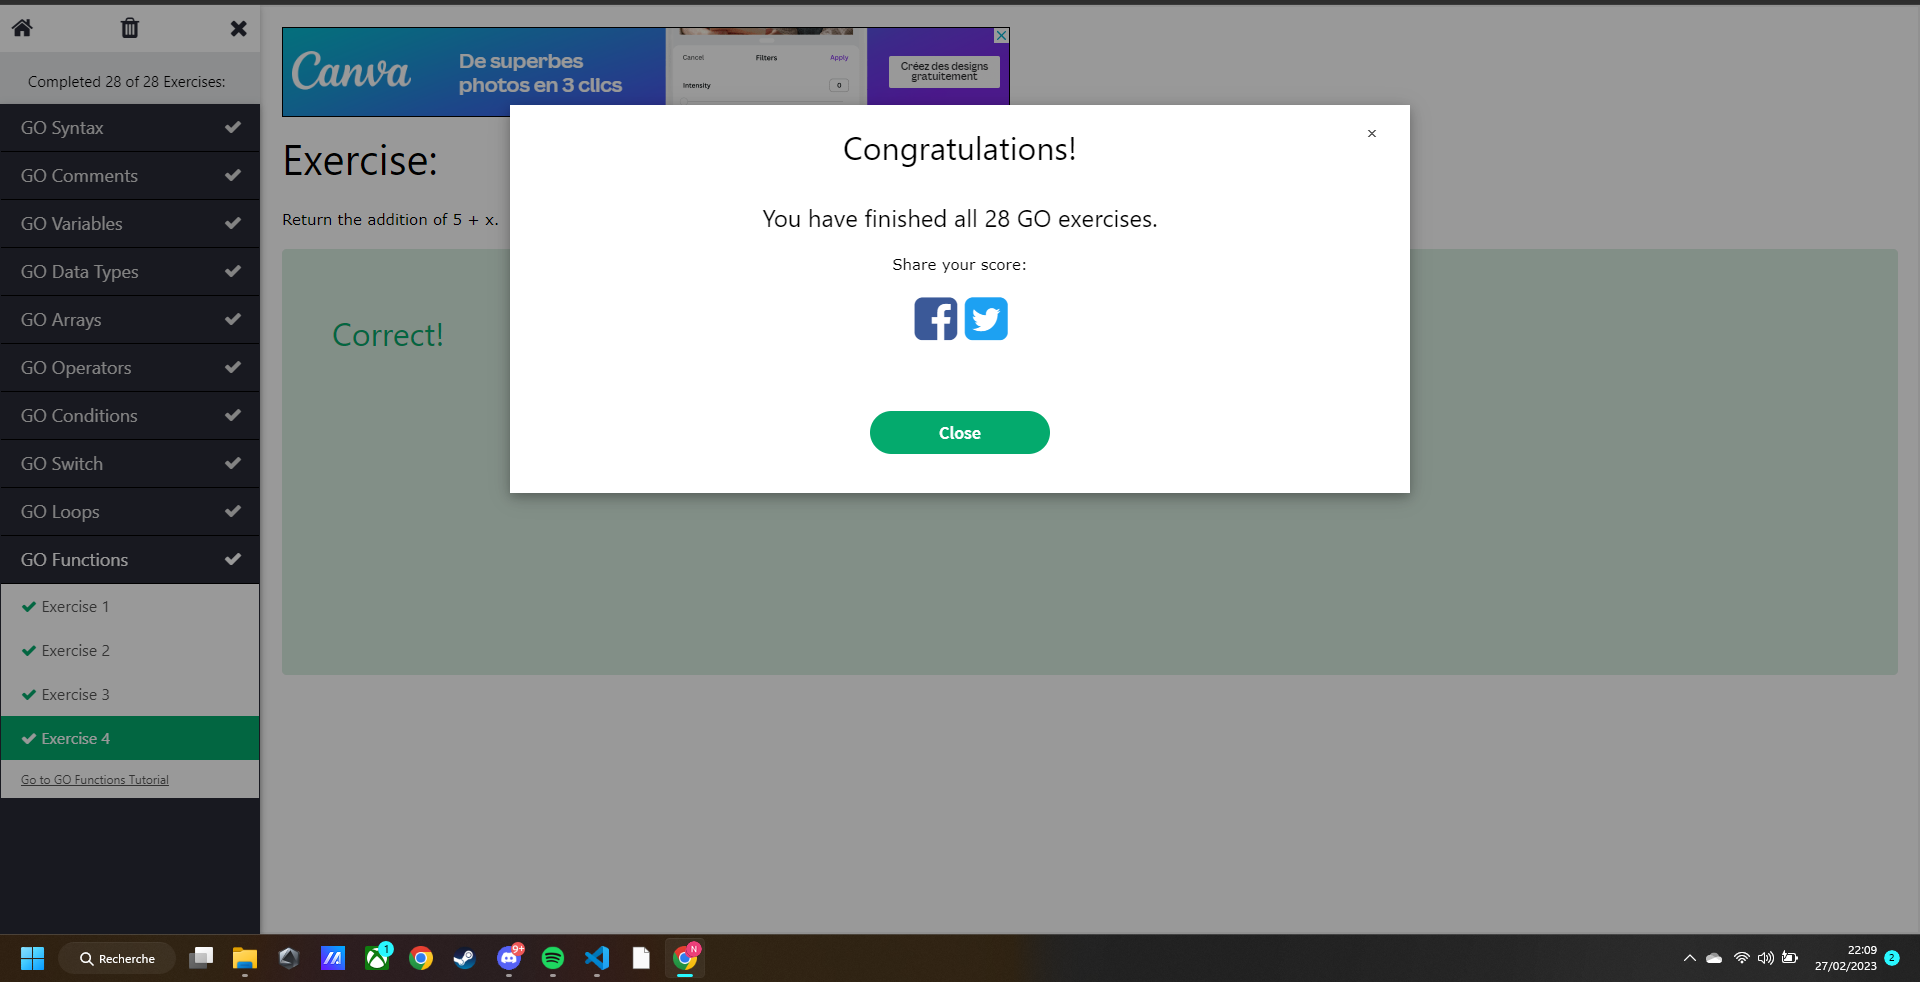 Completed 28 of 28 Exercises:
GO Syntax
GO Comments
GO Variables
GO Data Types
GO Arrays
GO Operators
GO Conditions
GO Switch
GO Loops
GO Functions
Exercise 1
Exercise 2
Exercise 3
Exercise 4
Go to GO Functions Tutorial
Canva
De superbes
photos en 3 clics
Cancel Filters Apply
Intensity 0
Créez des designs
gratuitement
Exercise:
Return the addition of 5 + x.
Correct!
×
Congratulations!
You have finished all 28 GO exercises.
Share your score:
Close
Recherche
1
9+
N
22:09
27/02/2023
2